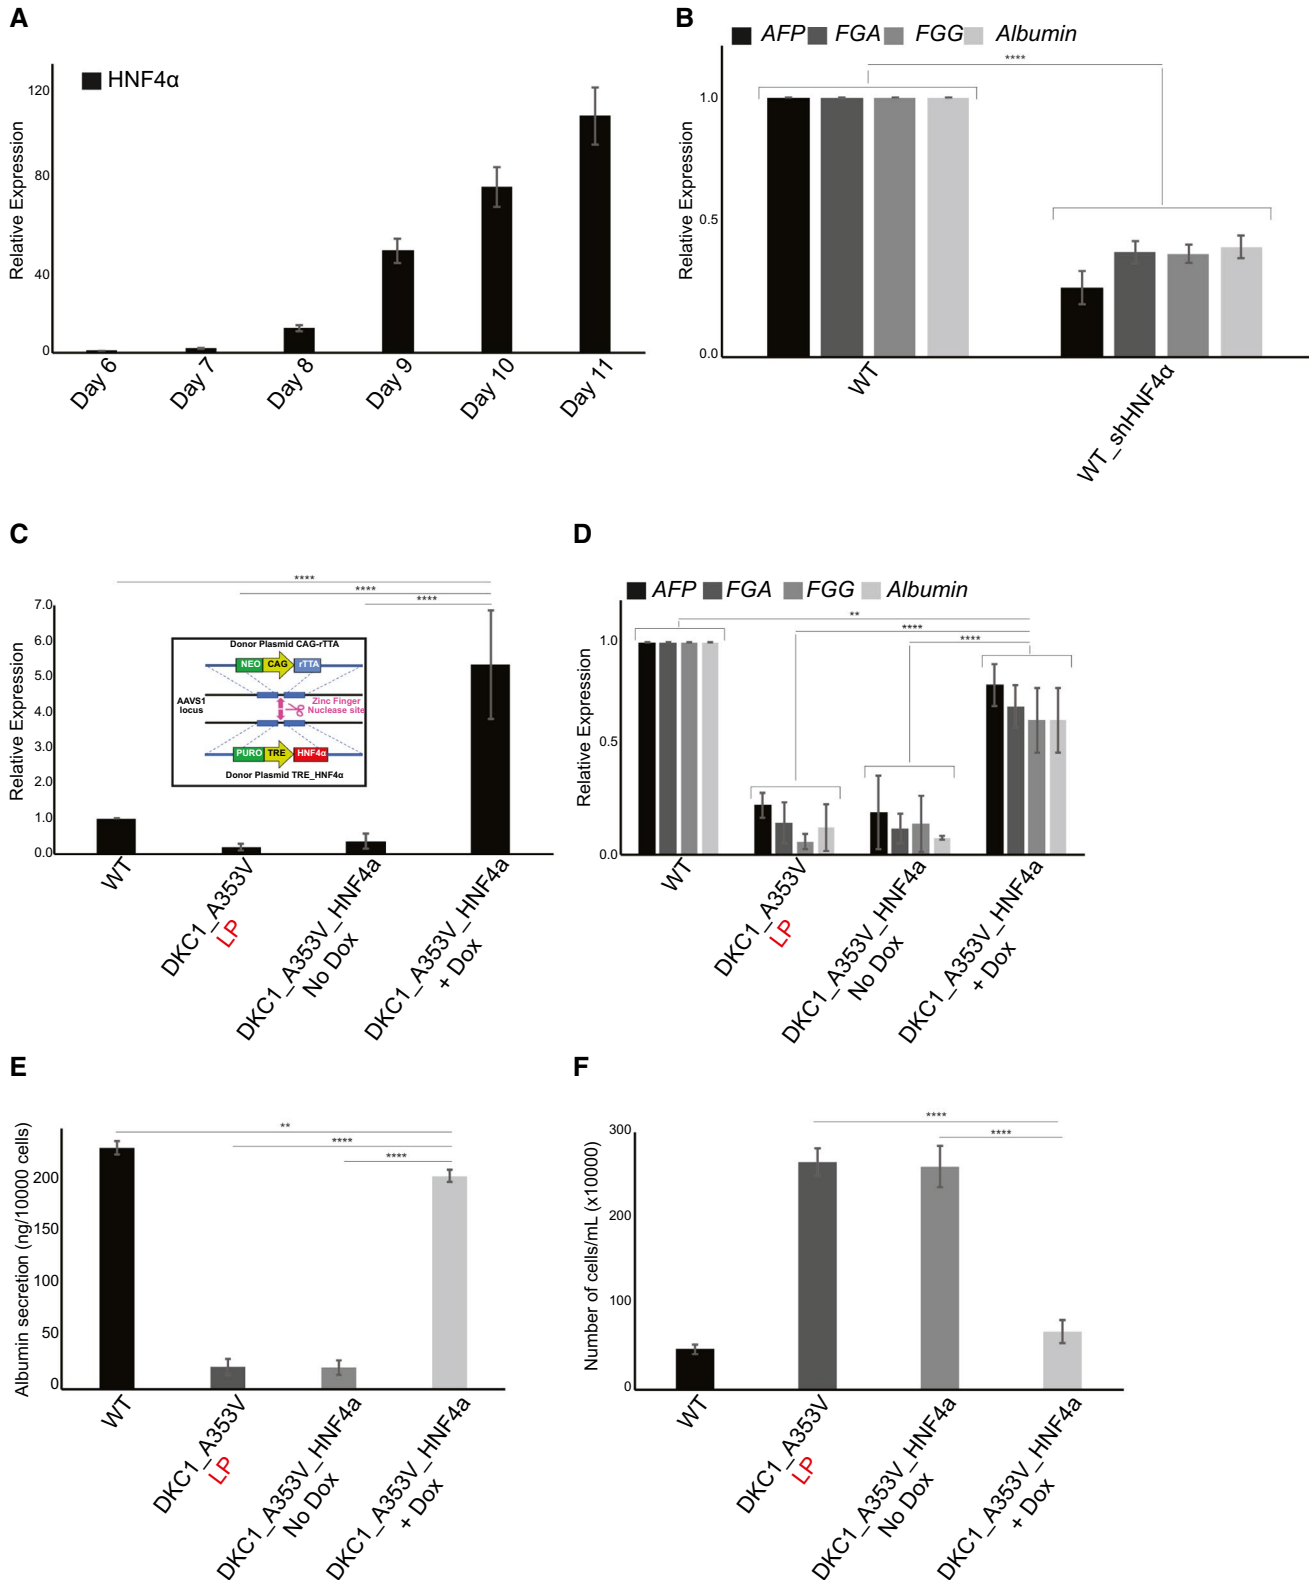 A
HNF4α
Relative Expression
120
80
40
0
Day 6
Day 7
Day 8
Day 9
Day 10
Day 11
B
AFP FGA FGG Albumin
****
Relative Expression
1.0
0.5
0.0
WT
WT_shHNF4α
C
****
****
****
Relative Expression
7.0
6.0
5.0
4.0
3.0
2.0
1.0
0.0
Donor Plasmid CAG-rTTA
NEO CAG rTTA
AAVS1
locus
Zinc Finger
Nuclease site
PURO TRE HNF4α
Donor Plasmid TRE_HNF4α
WT
DKC1_A353V
LP
DKC1_A353V_HNF4a
No Dox
DKC1_A353V_HNF4a
+ Dox
D
AFP FGA FGG Albumin
**
****
****
Relative Expression
1.0
0.5
0.0
WT
DKC1_A353V
LP
DKC1_A353V_HNF4a
No Dox
DKC1_A353V_HNF4a
+ Dox
E
**
****
****
Albumin secretion (ng/10000 cells)
200
150
100
50
0
WT
DKC1_A353V
LP
DKC1_A353V_HNF4a
No Dox
DKC1_A353V_HNF4a
+ Dox
F
****
****
Number of cells/mL (x10000)
300
200
100
0
WT
DKC1_A353V
LP
DKC1_A353V_HNF4a
No Dox
DKC1_A353V_HNF4a
+ Dox